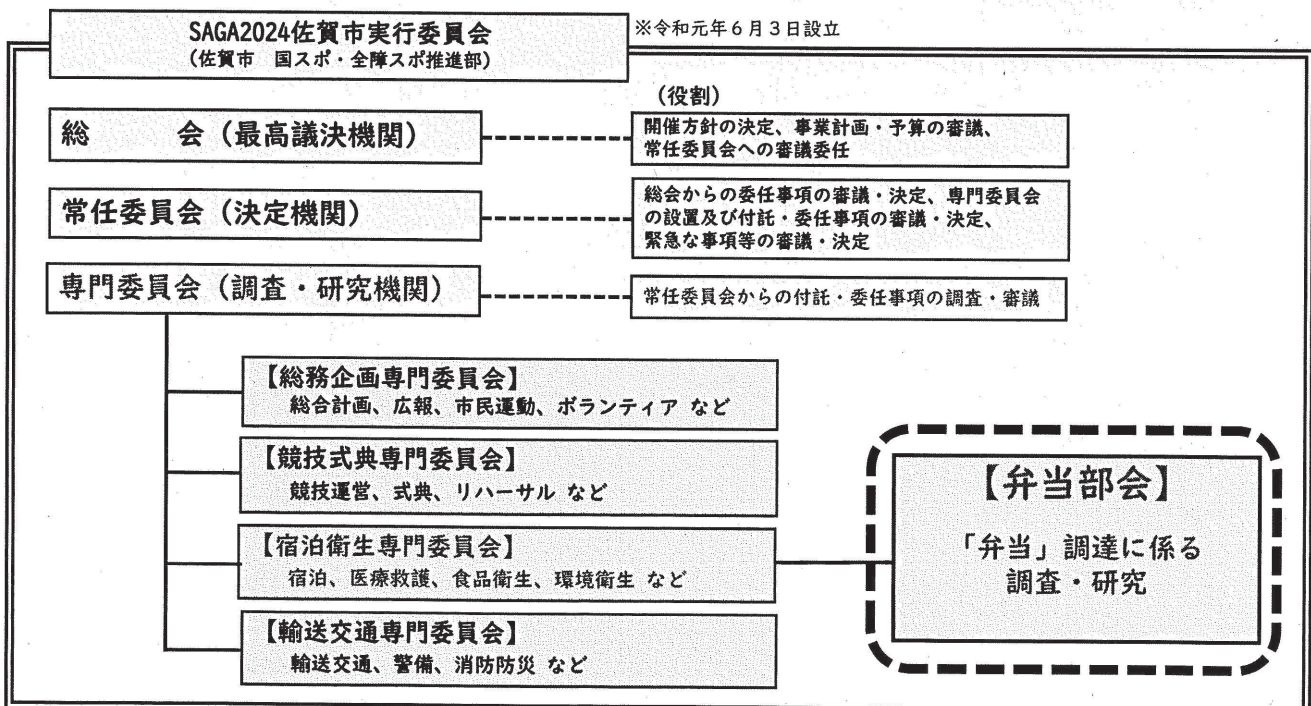 SAGA2024佐賀市実行委員会
(佐賀市　国スポ・全障スポ推進部)
※令和元年6月3日設立
(役割)
総　　会（最高議決機関）
開催方針の決定、事業計画・予算の審議、
常任委員会への審議委任
常任委員会（決定機関）
総会からの委任事項の審議・決定、専門委員会
の設置及び付託・委任事項の審議・決定、
緊急な事項等の審議・決定
専門委員会（調査・研究機関）
常任委員会からの付託・委任事項の調査・審議
【総務企画専門委員会】
総合計画、広報、市民運動、ボランティア など
【競技式典専門委員会】
競技運営、式典、リハーサル など
【宿泊衛生専門委員会】
宿泊、医療救護、食品衛生、環境衛生 など
【輸送交通専門委員会】
輸送交通、警備、消防防災 など
【弁当部会】
「弁当」調達に係る
調査・研究